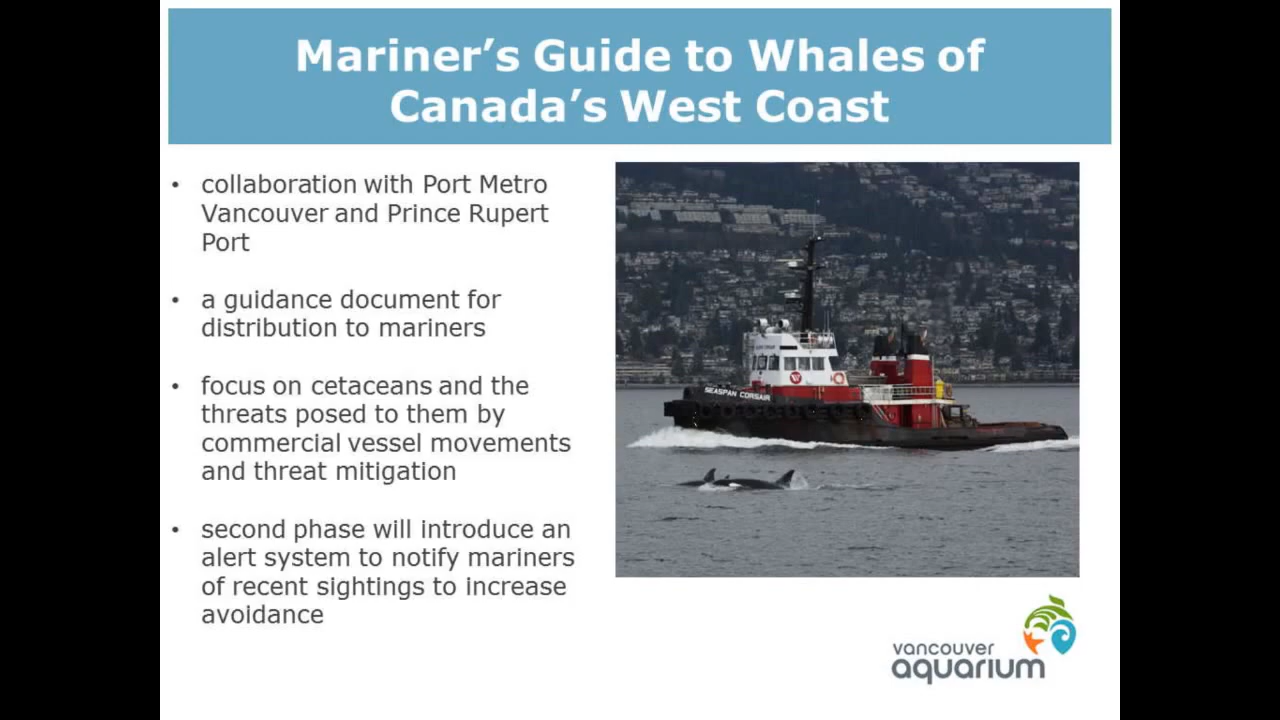 Mariner’s Guide to Whales of
Canada’s West Coast
• collaboration with Port Metro
Vancouver and Prince Rupert
Port
• a guidance document for
distribution to mariners
• focus on cetaceans and the
threats posed to them by
commercial vessel movements
and threat mitigation
• second phase will introduce an
alert system to notify mariners
of recent sightings to increase
avoidance
SEASPAN CORSAIR
vancouver
aquarium